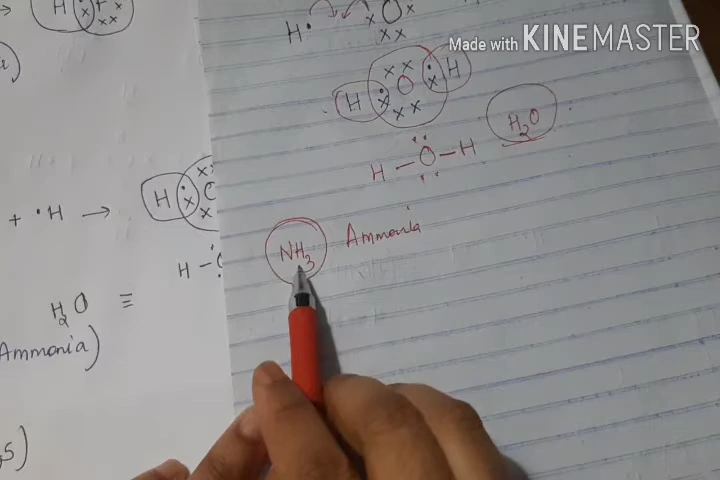 Made with KINEMASTER
H
H•
O
H O H
H₂O
H – O – H
+ •H → H
H –
NH₃ Ammonia
H₂O ≡
Ammonia)